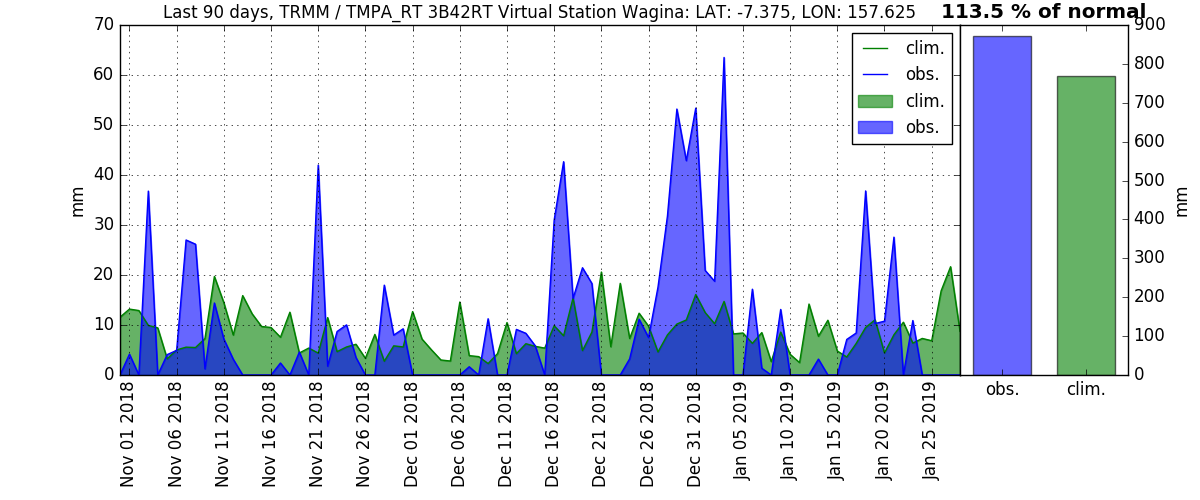 Last 90 days, TRMM / TMPA_RT 3B42RT Virtual Station Wagina: LAT: -7.375, LON: 157.625
113.5 % of normal
70
60
50
40
30
20
10
0
mm
clim.
obs.
clim.
obs.
900
800
700
600
500
400
300
200
100
0
mm
Nov 01 2018
Nov 06 2018
Nov 11 2018
Nov 16 2018
Nov 21 2018
Nov 26 2018
Dec 01 2018
Dec 06 2018
Dec 11 2018
Dec 16 2018
Dec 21 2018
Dec 26 2018
Dec 31 2018
Jan 05 2019
Jan 10 2019
Jan 15 2019
Jan 20 2019
Jan 25 2019
obs.
clim.